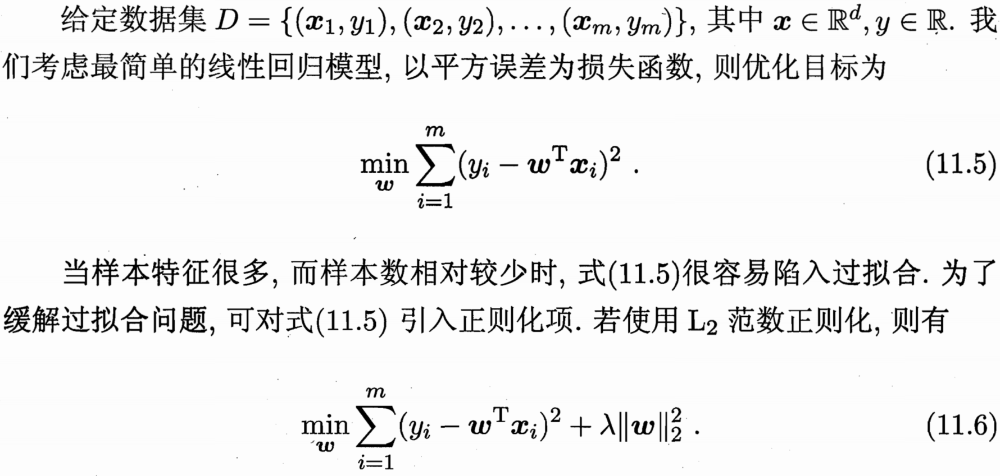 给定数据集 $D = \{(\boldsymbol{x}_1, y_1), (\boldsymbol{x}_2, y_2), \ldots, (\boldsymbol{x}_m, y_m)\}$, 其中 $\boldsymbol{x} \in \mathbb{R}^d, y \in \mathbb{R}$. 我
们考虑最简单的线性回归模型, 以平方误差为损失函数, 则优化目标为
$\min_{\boldsymbol{w}} \sum_{i=1}^{m} (y_i - \boldsymbol{w}^{\mathrm{T}} \boldsymbol{x}_i)^2$ . (11.5)
当样本特征很多, 而样本数相对较少时, 式(11.5)很容易陷入过拟合. 为了
缓解过拟合问题, 可对式(11.5) 引入正则化项. 若使用 $\mathrm{L}_2$ 范数正则化, 则有
$\min_{\boldsymbol{w}} \sum_{i=1}^{m} (y_i - \boldsymbol{w}^{\mathrm{T}} \boldsymbol{x}_i)^2 + \lambda \|\boldsymbol{w}\|_2^2$ . (11.6)